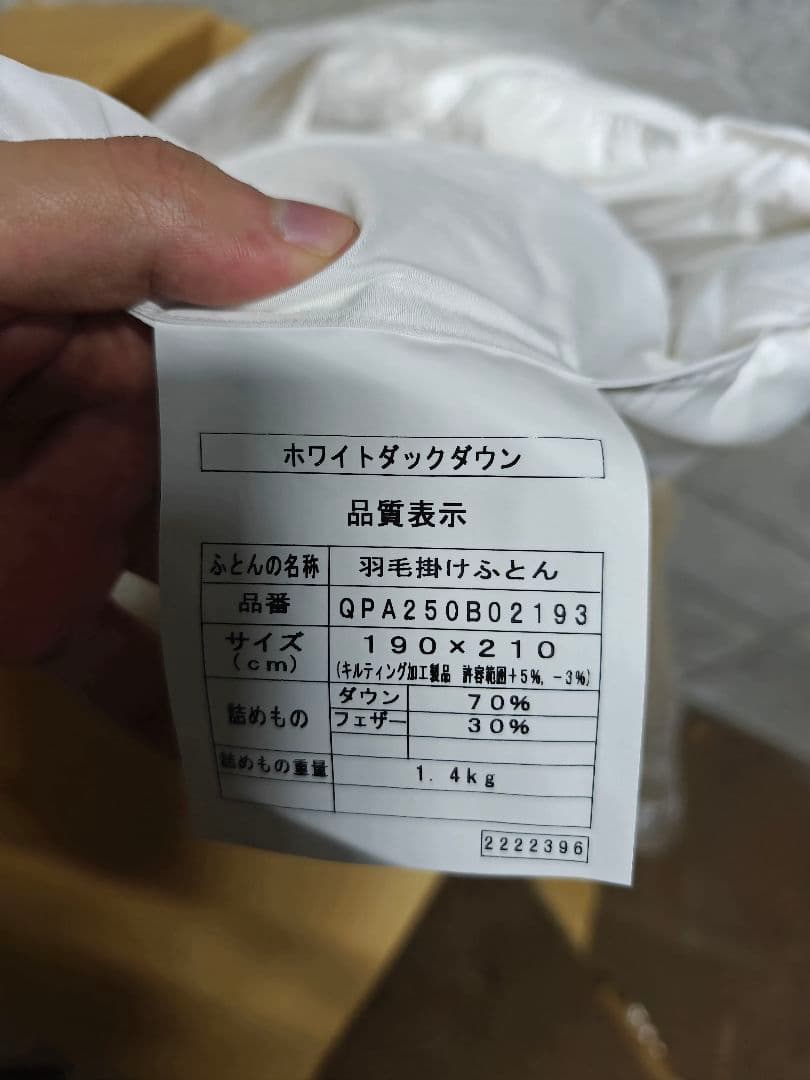 ホワイトダックダウン
品質表示
ふとんの名称 羽毛掛けふとん
品番 QPA250B02193
サイズ 190×210
(cm) (キルティング加工製品 許容範囲+5%, -3%)
詰めもの ダウン 70%
フェザー 30%
詰めもの重量 1.4kg
2222396